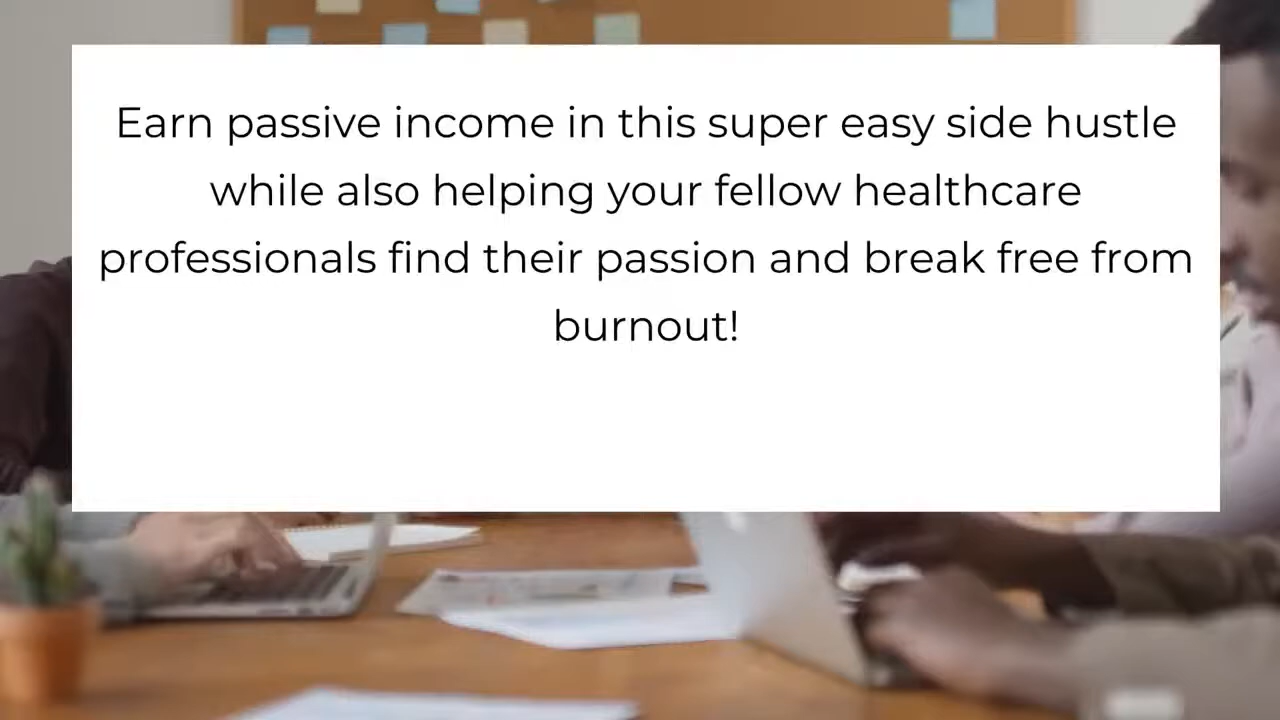 Earn passive income in this super easy side hustle
while also helping your fellow healthcare
professionals find their passion and break free from
burnout!